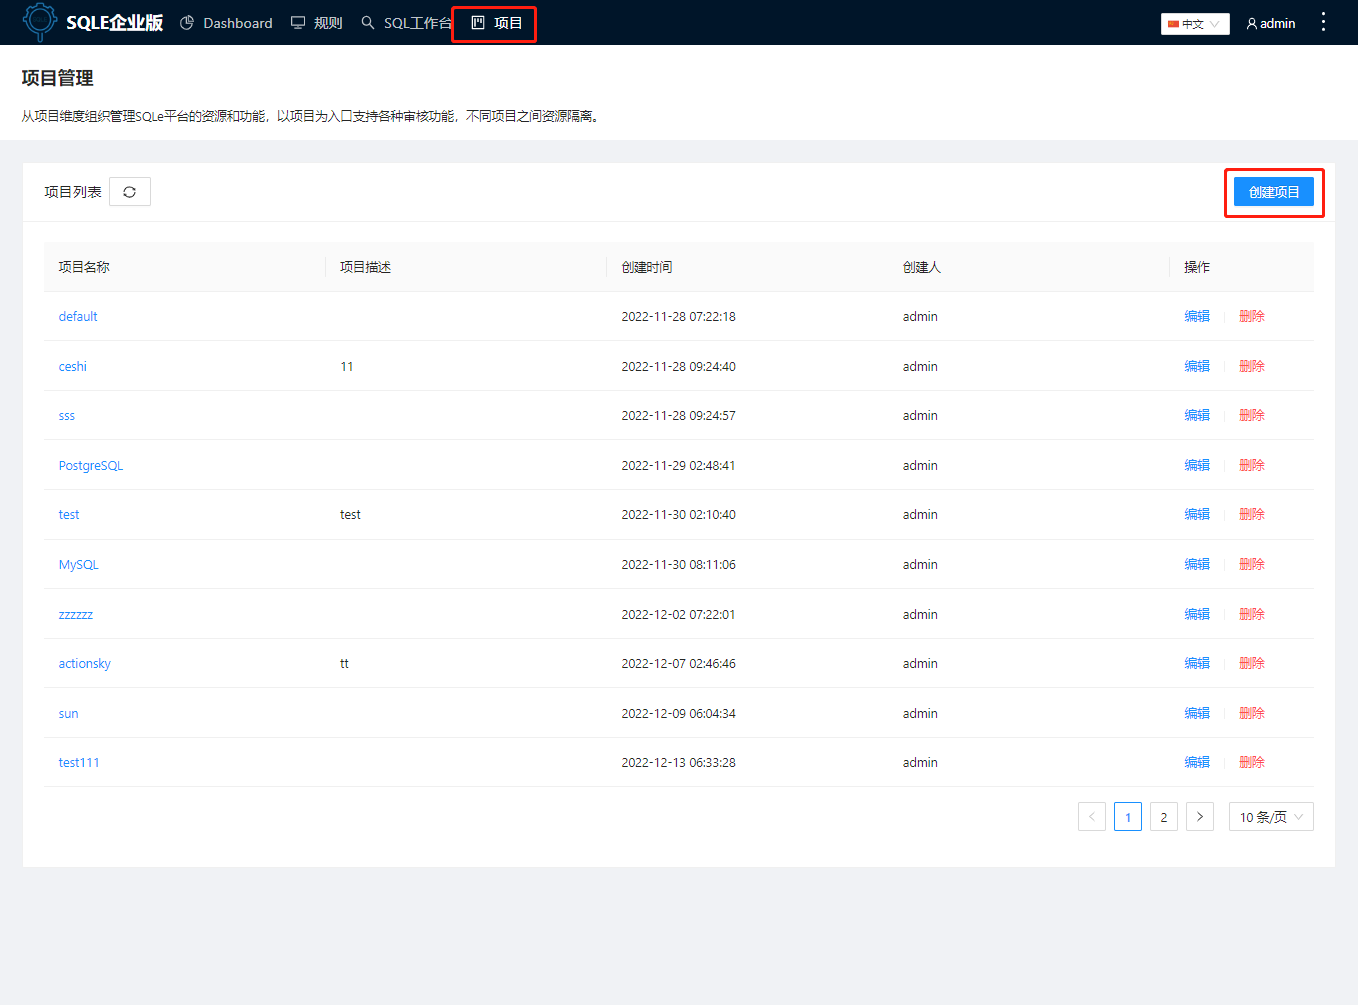 SQLE企业版 Dashboard 规则 SQL工作台 项目 中文 admin
项目管理
从项目维度组织管理SQLe平台的资源和功能，以项目为入口支持各种审核功能，不同项目之间资源隔离。
项目列表 创建项目
项目名称 项目描述 创建时间 创建人 操作
default 2022-11-28 07:22:18 admin 编辑 删除
ceshi 11 2022-11-28 09:24:40 admin 编辑 删除
sss 2022-11-28 09:24:57 admin 编辑 删除
PostgreSQL 2022-11-29 02:48:41 admin 编辑 删除
test test 2022-11-30 02:10:40 admin 编辑 删除
MySQL 2022-11-30 08:11:06 admin 编辑 删除
zzzzzz 2022-12-02 07:22:01 admin 编辑 删除
actionsky tt 2022-12-07 02:46:46 admin 编辑 删除
sun 2022-12-09 06:04:34 admin 编辑 删除
test111 2022-12-13 06:33:28 admin 编辑 删除
1 2 10 条/页